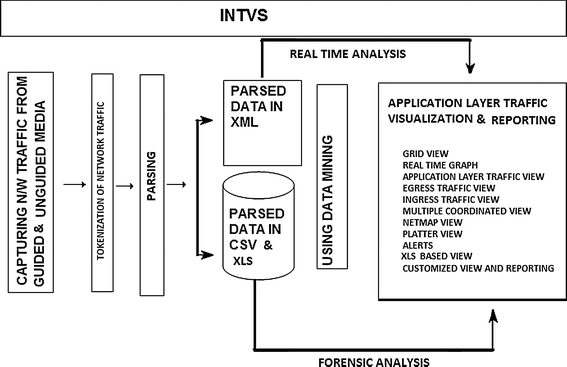 INTVS
REAL TIME ANALYSIS
CAPTURING N/W TRAFFIC FROM
GUIDED & UNGUIDED MEDIA
TOKENIZATION OF NETWORK TRAFFIC
PARSING
PARSED
DATA IN
XML
PARSED
DATA IN
CSV &
XLS
USING DATA MINING
APPLICATION LAYER TRAFFIC
VISUALIZATION & REPORTING
GRID VIEW
REAL TIME GRAPH
APPLICATION LAYER TRAFFIC VIEW
EGRESS TRAFFIC VIEW
INGRESS TRAFFIC VIEW
MULTIPLE COORDINATED VIEW
NETMAP VIEW
PLATTER VIEW
ALERTS
XLS BASED VIEW
CUSTOMIZED VIEW AND REPORTING
FORENSIC ANALYSIS